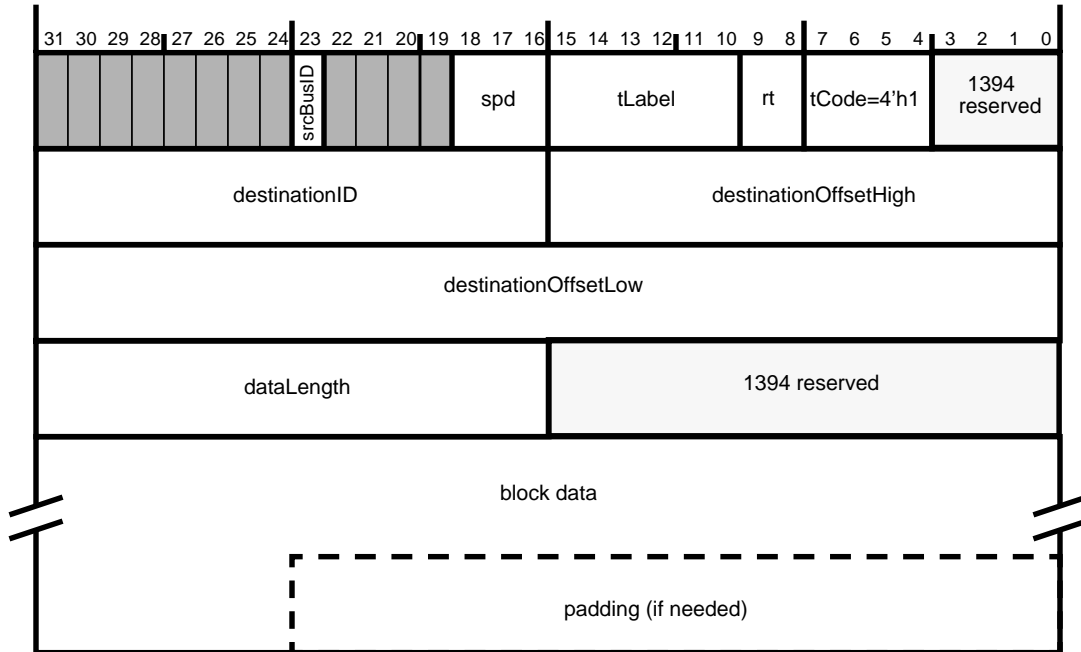 31 30 29 28 27 26 25 24 23 22 21 20 19 18 17 16 15 14 13 12 11 10 9 8 7 6 5 4 3 2 1 0
srcBusID spd tLabel rt tCode=4'h1 1394
reserved
destinationID destinationOffsetHigh
destinationOffsetLow
dataLength 1394 reserved
block data
padding (if needed)